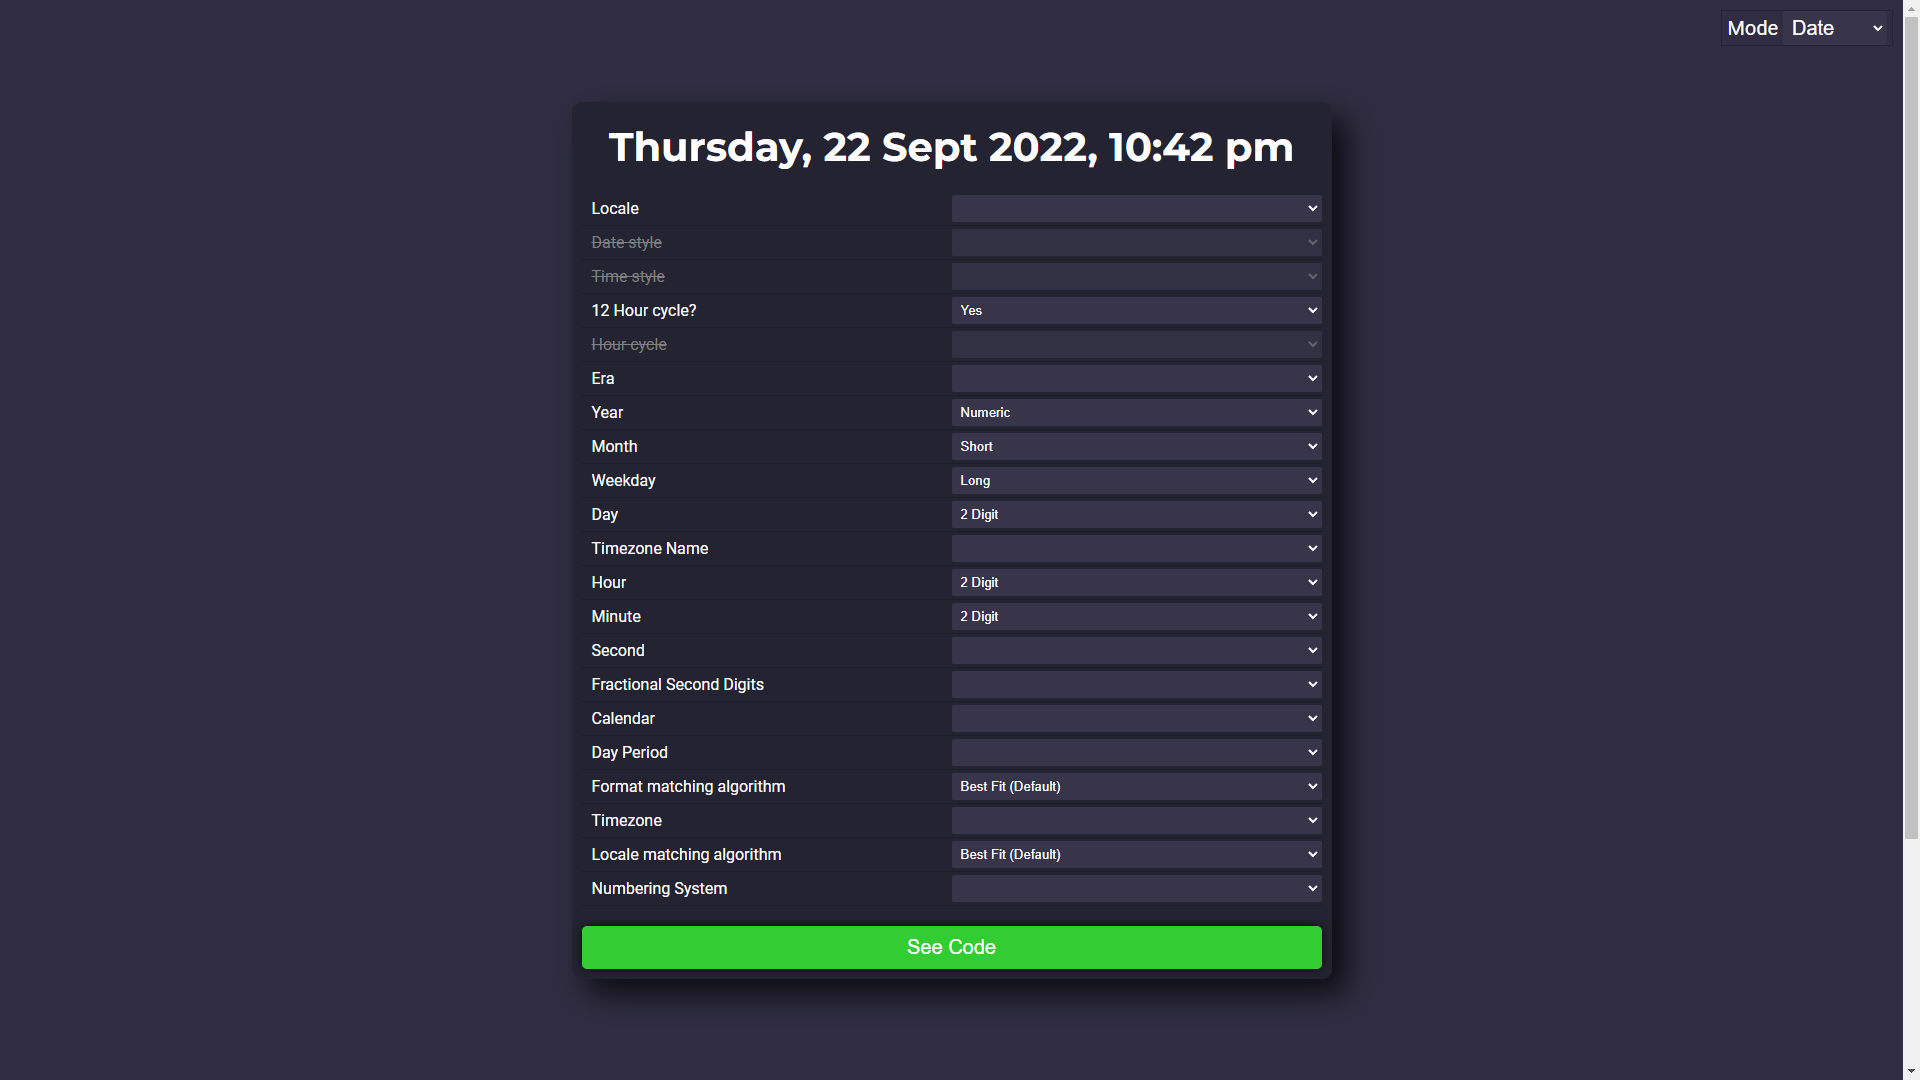 Mode Date
Thursday, 22 Sept 2022, 10:42 pm
Locale
Date style
Time style
12 Hour cycle? Yes
Hour cycle
Era
Year Numeric
Month Short
Weekday Long
Day 2 Digit
Timezone Name
Hour 2 Digit
Minute 2 Digit
Second
Fractional Second Digits
Calendar
Day Period
Format matching algorithm Best Fit (Default)
Timezone
Locale matching algorithm Best Fit (Default)
Numbering System
See Code